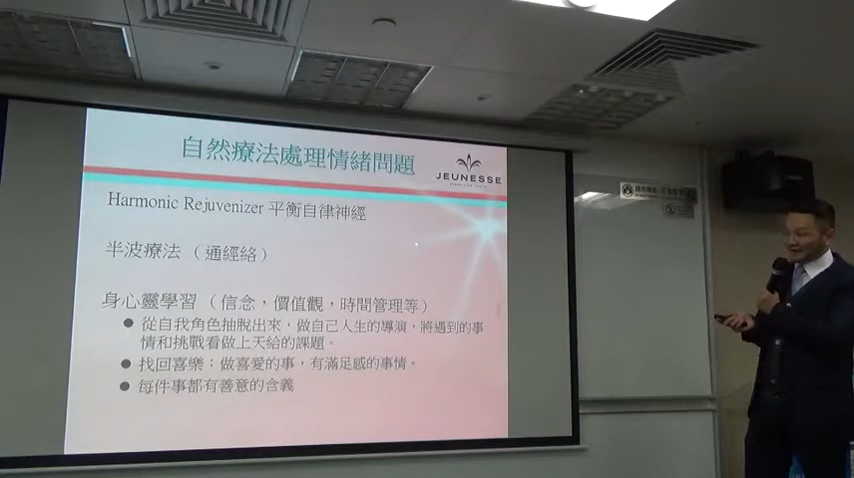 自然療法處理情緒問題
JEUNESSE
Harmonic Rejuvenizer 平衡自律神經
半波療法（通經絡）
身心靈學習（信念，價值觀，時間管理等）
● 從自我角色抽脫出來，做自己人生的導演，將遇到的事
情和挑戰看做上天給的課題。
● 找回喜樂：做喜愛的事，有滿足感的事情。
● 每件事都有善意的含義